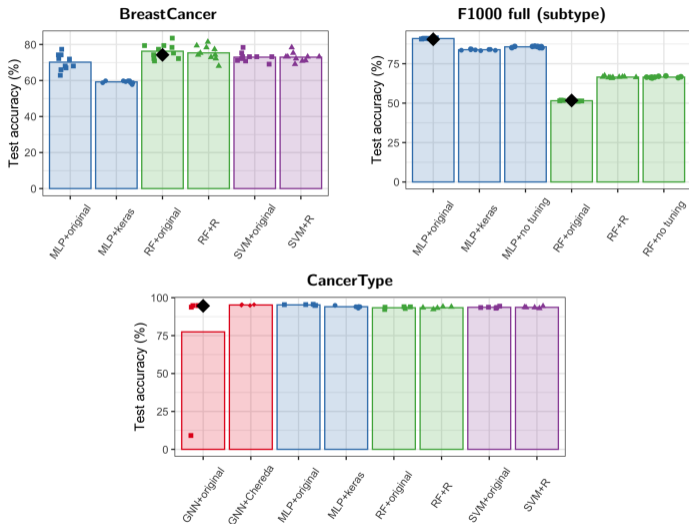 BreastCancer
Test accuracy (%)
80
60
40
20
0
MLP+original
MLP+keras
RF+original
RF+R
SVM+original
SVM+R
F1000 full (subtype)
Test accuracy (%)
75
50
25
0
MLP+original
MLP+keras
MLP+no tuning
RF+original
RF+R
RF+no tuning
CancerType
Test accuracy (%)
100
75
50
25
0
GNN+original
GNN+Chereda
MLP+original
MLP+keras
RF+original
RF+R
SVM+original
SVM+R